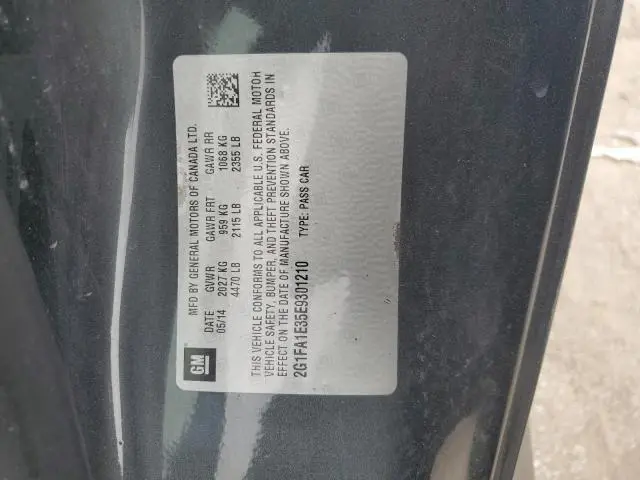 MFD BY GENERAL MOTORS OF CANADA LTD.
DATE GVWR GAWR FRT GAWR RR
05/14 2027 KG 959 KG 1068 KG
4470 LB 2115 LB 2355 LB
GM
THIS VEHICLE CONFORMS TO ALL APPLICABLE U.S. FEDERAL MOTOR
VEHICLE SAFETY, BUMPER, AND THEFT PREVENTION STANDARDS IN
EFFECT ON THE DATE OF MANUFACTURE SHOWN ABOVE.
2G1FA1E35E9301210 TYPE: PASS CAR